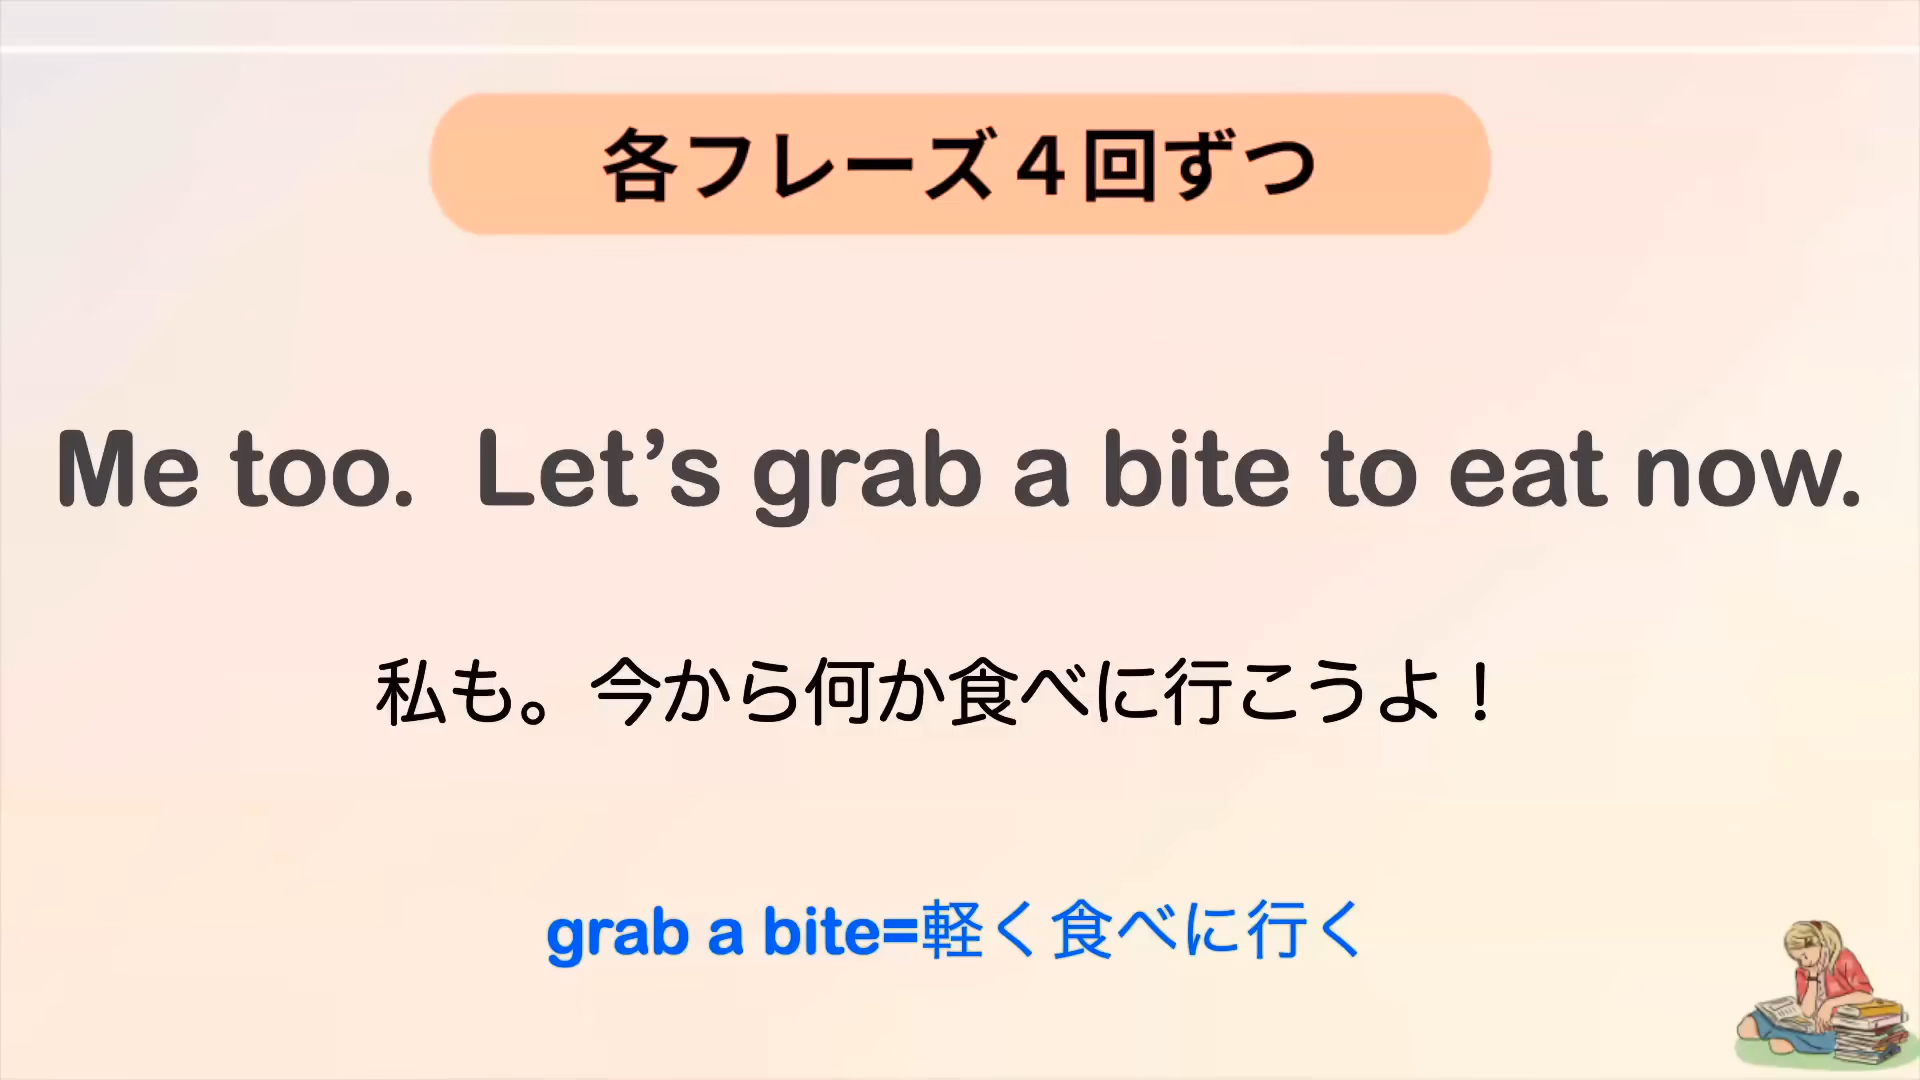 各フレーズ４回ずつ
Me too.  Let’s grab a bite to eat now.
私も。今から何か食べに行こうよ！
grab a bite=軽く食べに行く